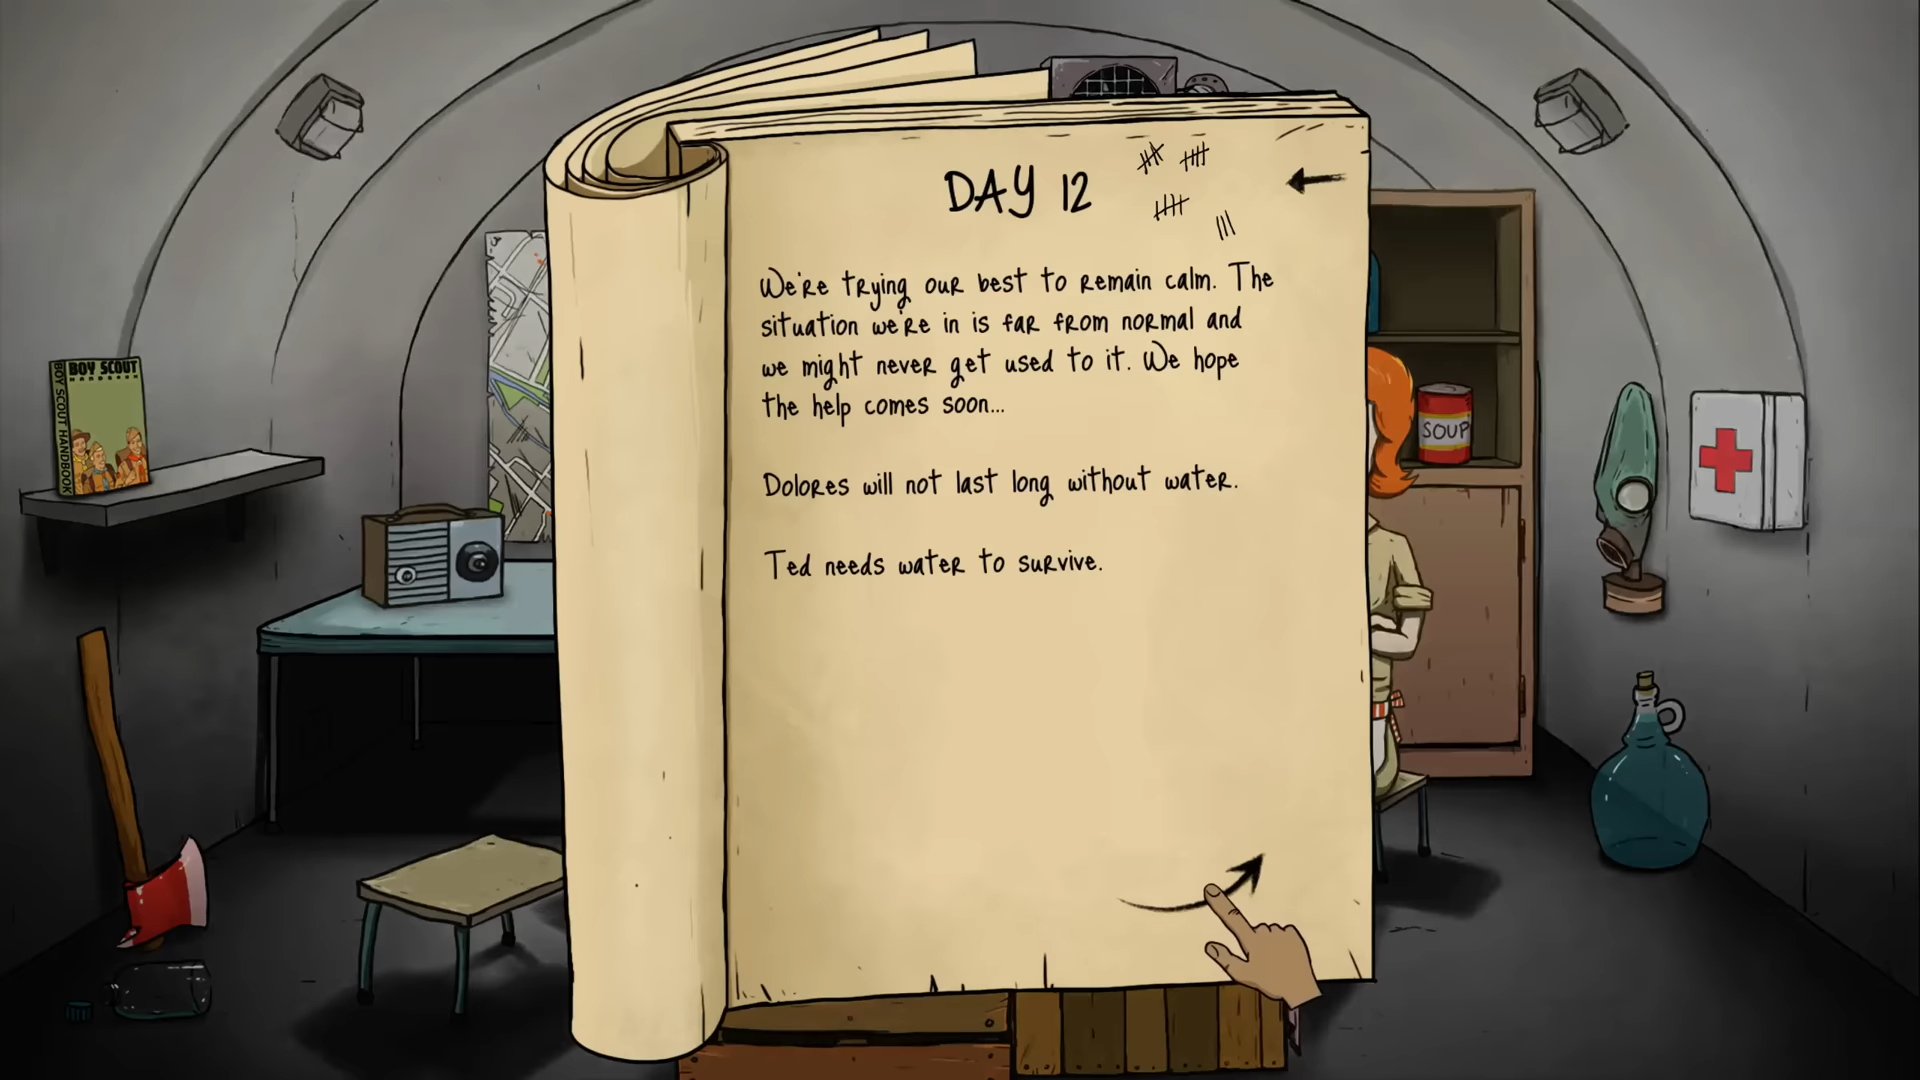 DAY 12
We're trying our best to remain calm. The
situation we're in is far from normal and
we might never get used to it. We hope
the help comes soon...
Dolores will not last long without water.
Ted needs water to survive.
BOY SCOUT
HANDBOOK
BOY SCOUT HANDBOOK
SOUP